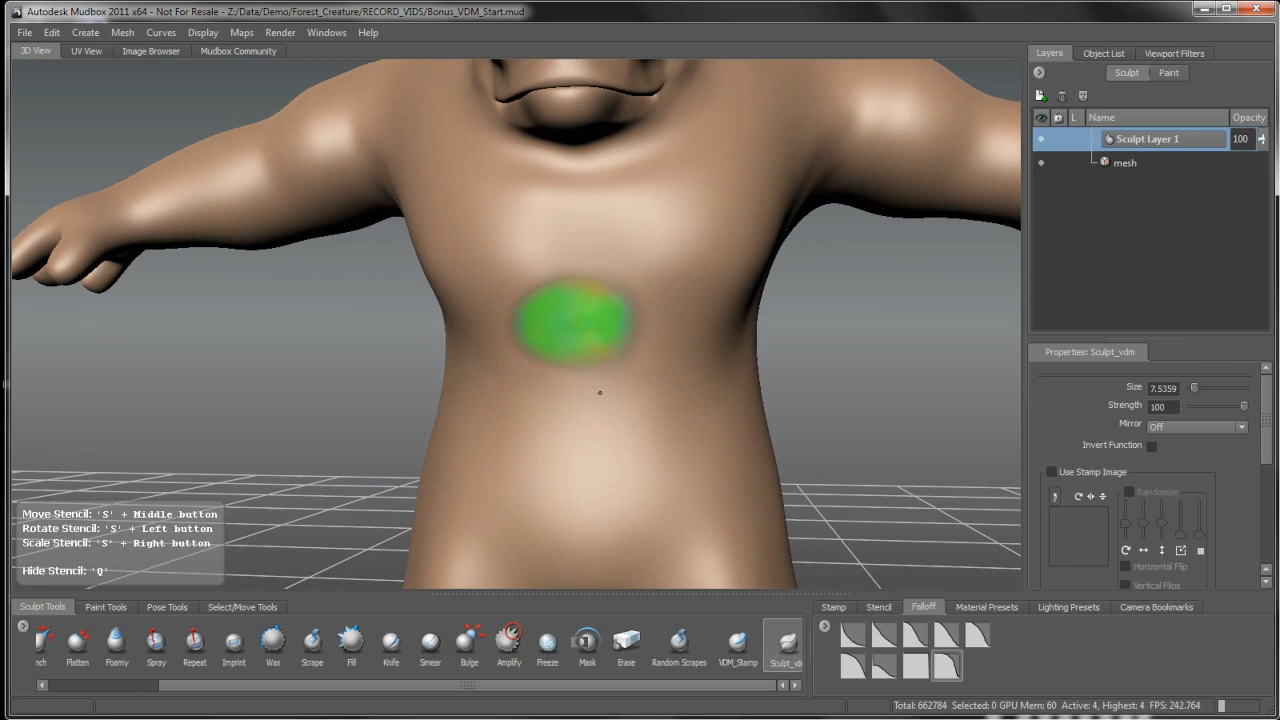 Autodesk Mudbox 2011 x64 - Not For Resale - Z:/Data/Demo/Forest_Creature/RECORD_VIDS/Bonus_VDM_Start.mud
File Edit Create Mesh Curves Display Maps Render Windows Help
3D View UV View Image Browser Mudbox Community
Layers Object List Viewport Filters
Sculpt Paint
L Name Opacity
Sculpt Layer 1 100
mesh
Properties: Sculpt_vdm
Size 7.5359
Strength 100
Mirror Off
Invert Function
Use Stamp Image
Randomize
Horizontal Flip
Vertical Flips
Move Stencil: 'S' + Middle button
Rotate Stencil: 'S' + Left button
Scale Stencil: 'S' + Right button
Hide Stencil: 'Q'
Sculpt Tools Paint Tools Pose Tools Select/Move Tools
Stamp Stencil Falloff Material Presets Lighting Presets Camera Bookmarks
nch Flatten Foamy Spray Repeat Imprint Wax Scrape Fill Knife Smear Bulge Amplify Freeze Mask Erase Random Scrapes VDM_Stamp Sculpt_vd
Total: 662784 Selected: 0 GPU Mem: 60 Active: 4, Highest: 4 FPS: 242.764